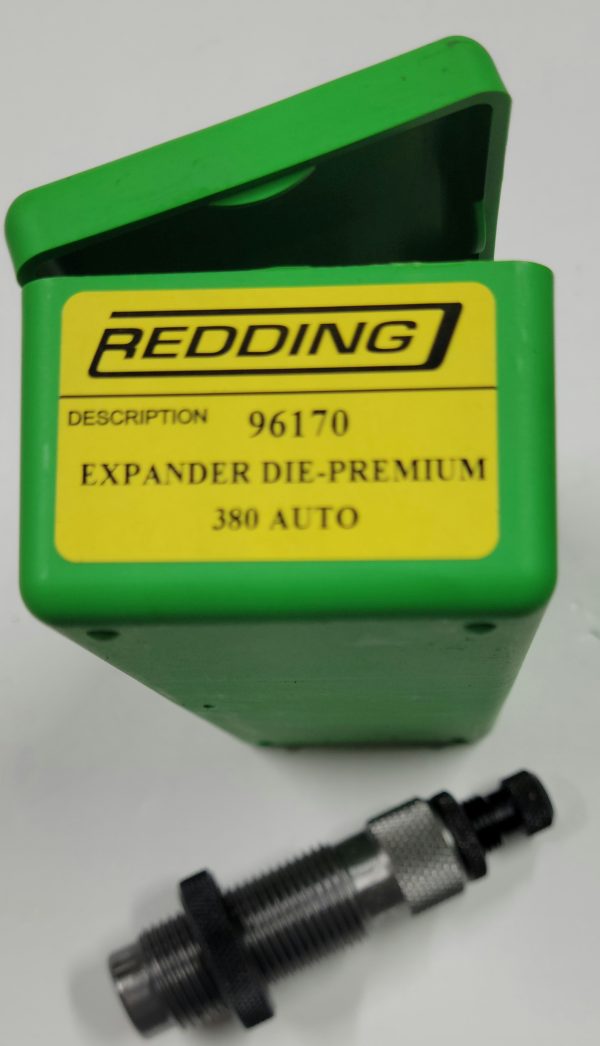 REDDING
DESCRIPTION 96170
EXPANDER DIE-PREMIUM
380 AUTO